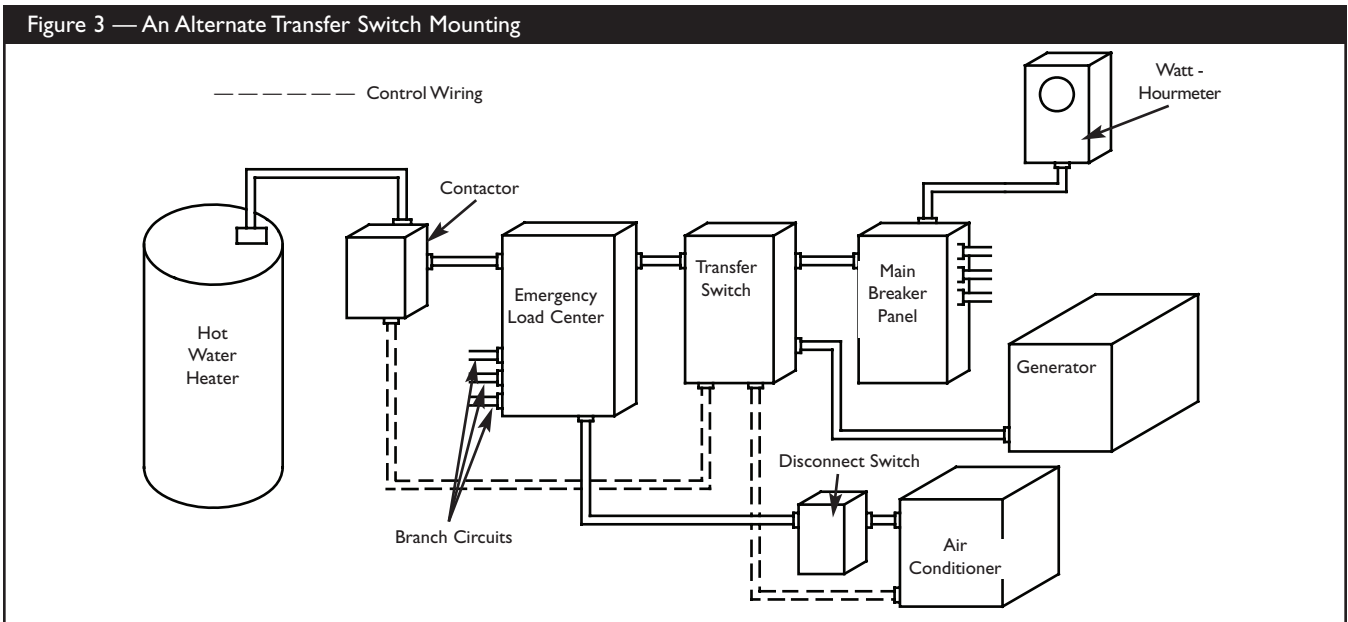 Figure 3 — An Alternate Transfer Switch Mounting
Control Wiring
Watt -
Hourmeter
Contactor
Transfer
Switch
Main
Breaker
Panel
Emergency
Load Center
Hot
Water
Heater
Generator
Disconnect Switch
Branch Circuits
Air
Conditioner